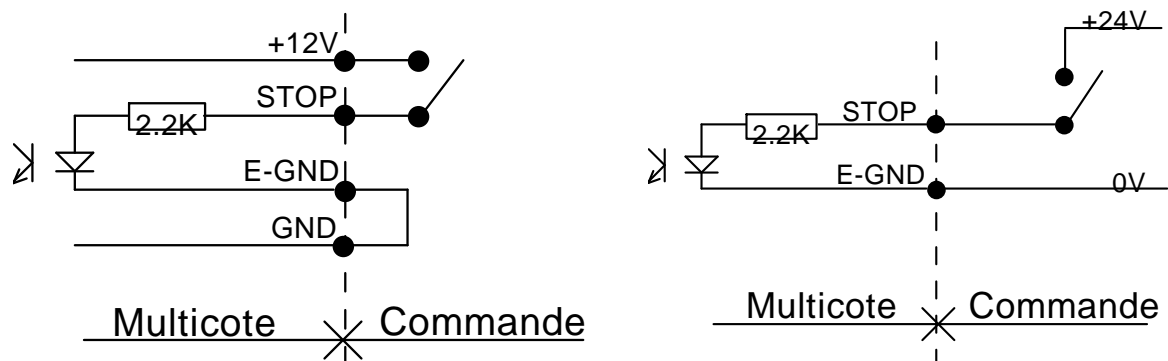 +12V
STOP
2.2K
E-GND
GND
Multicote
Commande
+24V
STOP
2.2K
E-GND
0V
Multicote
Commande